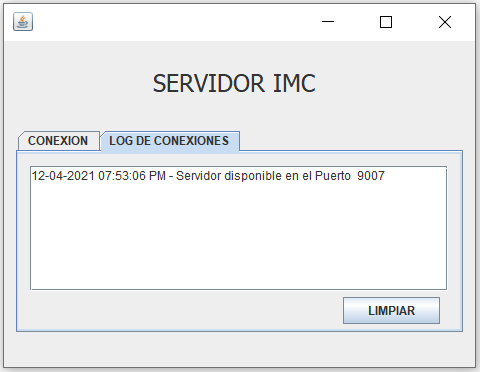 SERVIDOR IMC
CONEXION
LOG DE CONEXIONES
12-04-2021 07:53:06 PM - Servidor disponible en el Puerto  9007
LIMPIAR